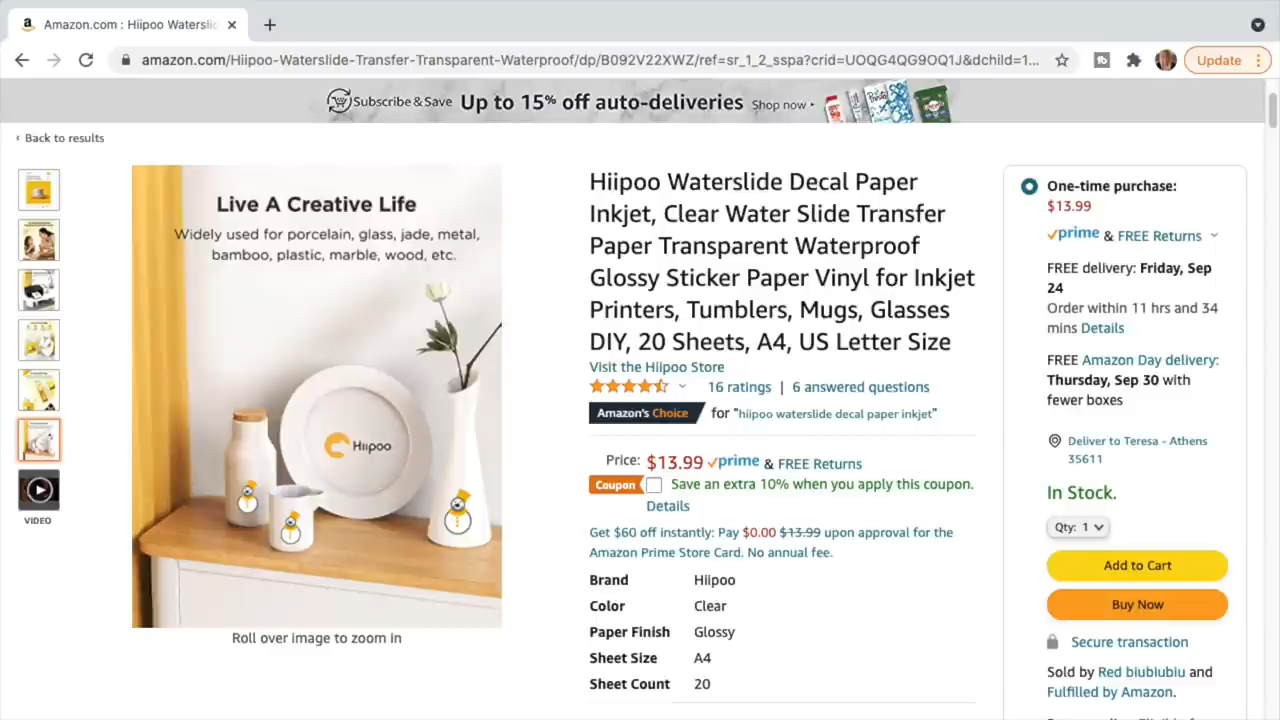 Amazon.com : Hiipoo Waterslic
amazon.com/Hiipoo-Waterslide-Transfer-Transparent-Waterproof/dp/B092V22XWZ/ref=sr_1_2_sspa?crid=UOQG4QG9OQ1J&dchild=1...
Update
Subscribe & Save Up to 15% off auto-deliveries Shop now
‹ Back to results
Live A Creative Life
Widely used for porcelain, glass, jade, metal,
bamboo, plastic, marble, wood, etc.
Hiipoo
VIDEO
Roll over image to zoom in
Hiipoo Waterslide Decal Paper
Inkjet, Clear Water Slide Transfer
Paper Transparent Waterproof
Glossy Sticker Paper Vinyl for Inkjet
Printers, Tumblers, Mugs, Glasses
DIY, 20 Sheets, A4, US Letter Size
Visit the Hiipoo Store
16 ratings | 6 answered questions
Amazon's Choice for "hiipoo waterslide decal paper inkjet"
Price: $13.99 prime & FREE Returns
Coupon Save an extra 10% when you apply this coupon.
Details
Get $60 off instantly: Pay $0.00 $13.99 upon approval for the
Amazon Prime Store Card. No annual fee.
Brand Hiipoo
Color Clear
Paper Finish Glossy
Sheet Size A4
Sheet Count 20
One-time purchase:
$13.99
prime & FREE Returns
FREE delivery: Friday, Sep
24
Order within 11 hrs and 34
mins Details
FREE Amazon Day delivery:
Thursday, Sep 30 with
fewer boxes
Deliver to Teresa - Athens
35611
In Stock.
Qty: 1
Add to Cart
Buy Now
Secure transaction
Sold by Red biubiubiu and
Fulfilled by Amazon.